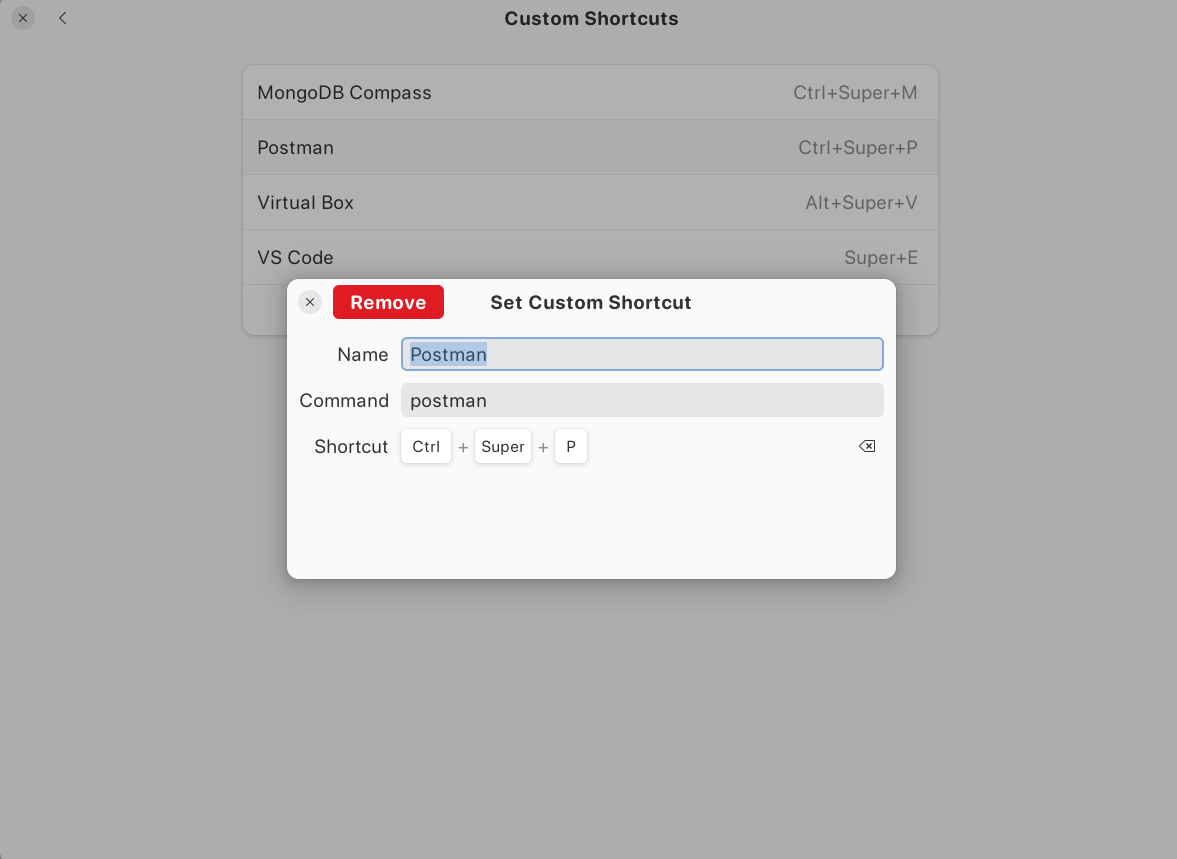 Custom Shortcuts
MongoDB Compass Ctrl+Super+M
Postman Ctrl+Super+P
Virtual Box Alt+Super+V
VS Code Super+E
Remove Set Custom Shortcut
Name Postman
Command postman
Shortcut Ctrl + Super + P